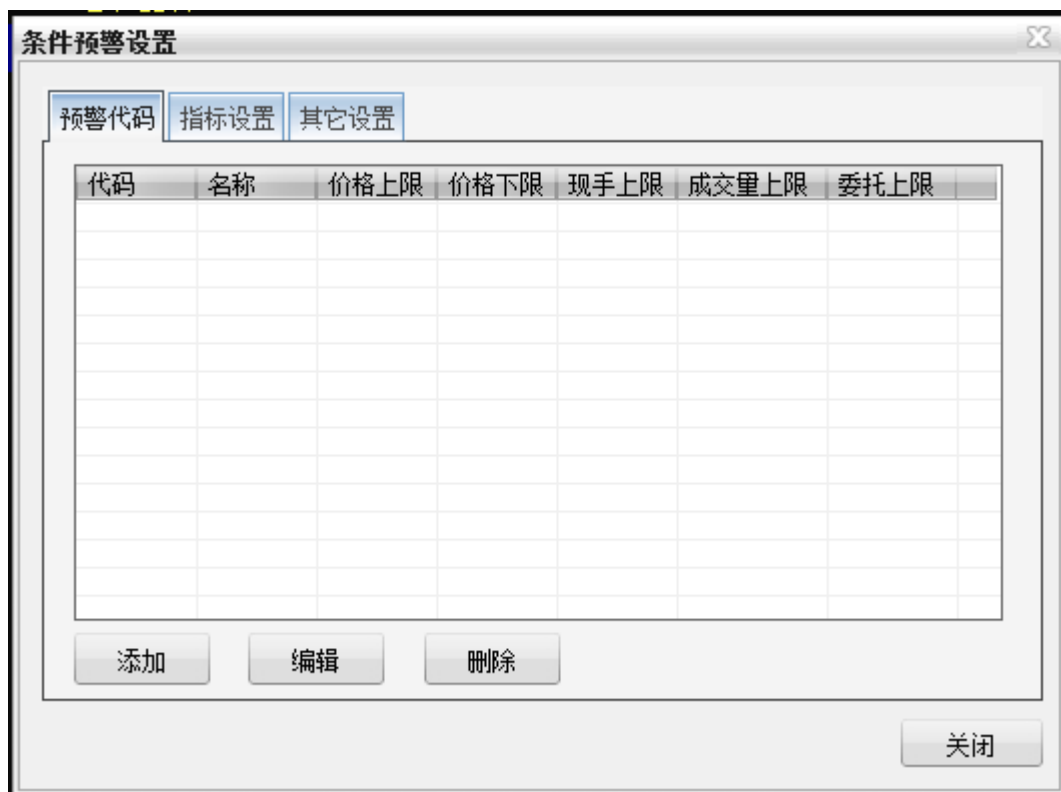 条件预警设置
预警代码 指标设置 其它设置
代码 名称 价格上限 价格下限 现手上限 成交量上限 委托上限
添加 编辑 删除
关闭